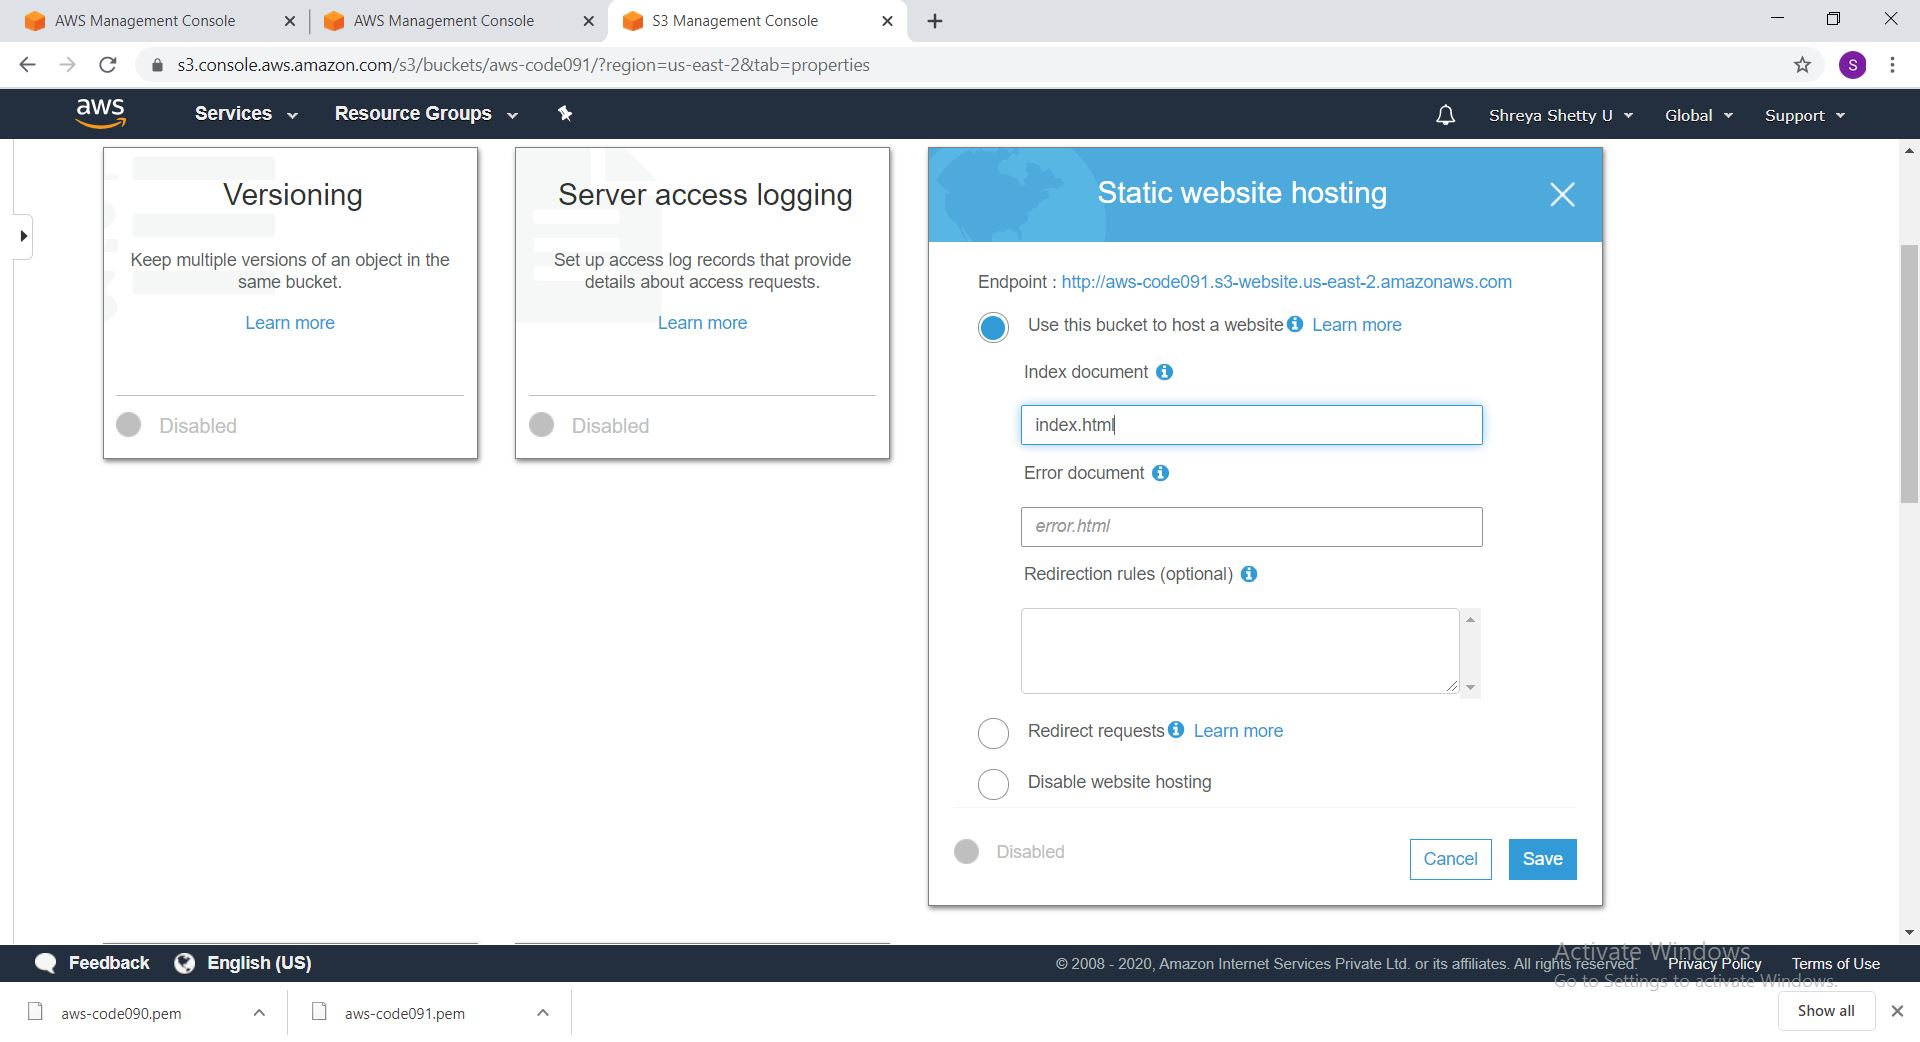 AWS Management Console
AWS Management Console
S3 Management Console
s3.console.aws.amazon.com/s3/buckets/aws-code091/?region=us-east-2&tab=properties
S
aws
Services
Resource Groups
Shreya Shetty U
Global
Support
Versioning
Keep multiple versions of an object in the
same bucket.
Learn more
Disabled
Server access logging
Set up access log records that provide
details about access requests.
Learn more
Disabled
Static website hosting
Endpoint : http://aws-code091.s3-website.us-east-2.amazonaws.com
Use this bucket to host a website Learn more
Index document
index.html
Error document
error.html
Redirection rules (optional)
Redirect requests Learn more
Disable website hosting
Disabled
Cancel
Save
Feedback
English (US)
© 2008 - 2020, Amazon Internet Services Private Ltd. or its affiliates. All rights reserved.
Privacy Policy
Terms of Use
Activate Windows
Go to Settings to activate Windows.
aws-code090.pem
aws-code091.pem
Show all